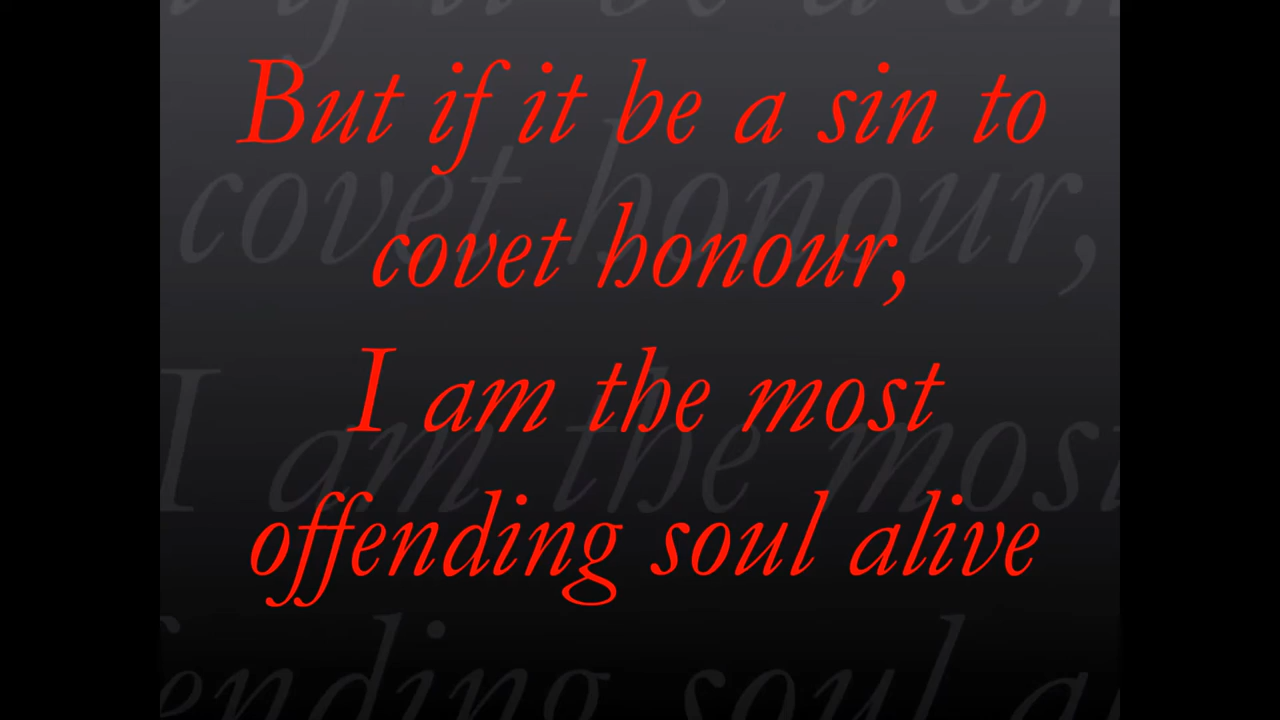 But if it be a sin to
covet honour,
I am the most
offending soul alive